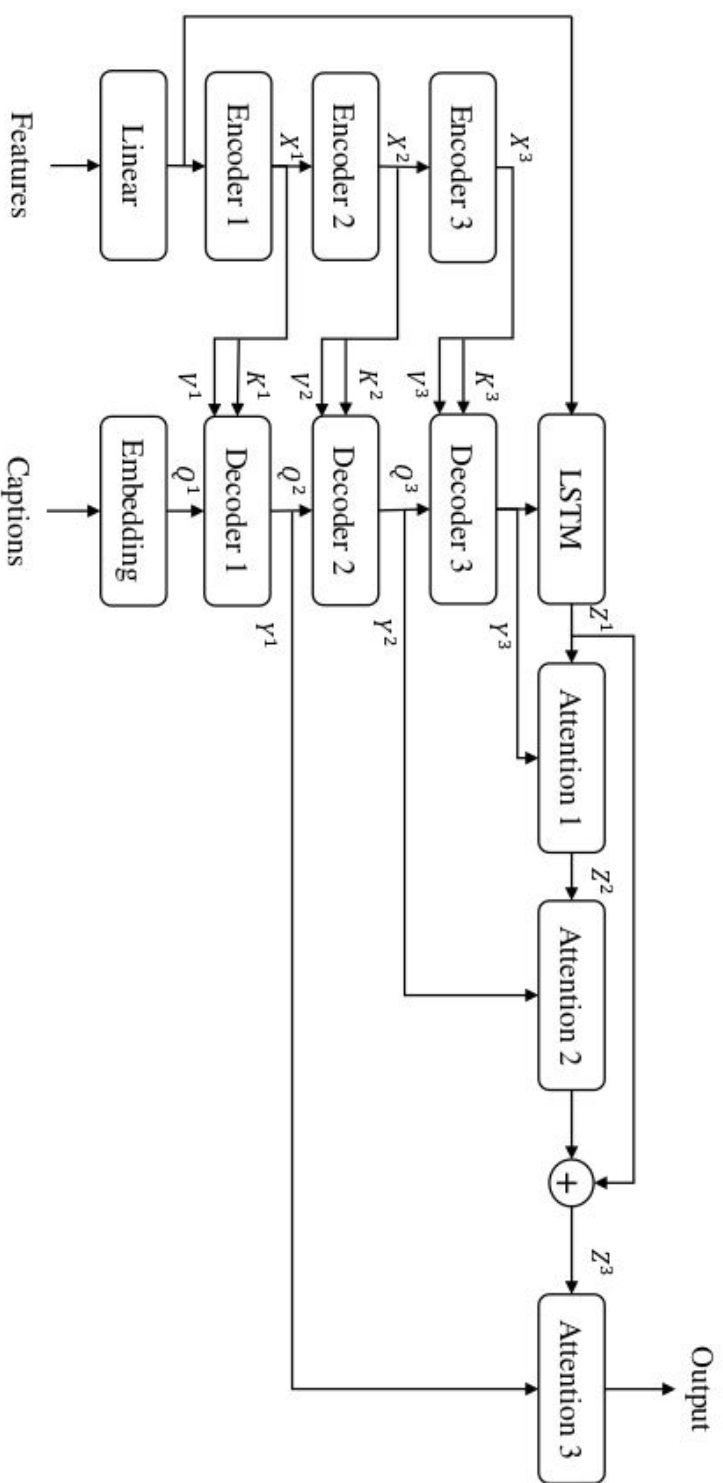 Features
Linear
Encoder 1
X¹
Encoder 2
X²
Encoder 3
X³
V¹
K¹
V²
K²
V³
K³
Captions
Embedding
Q¹
Decoder 1
Q²
Y¹
Decoder 2
Q³
Y²
Decoder 3
Y³
LSTM
Z¹
Attention 1
Z²
Attention 2
+
Z³
Attention 3
Output